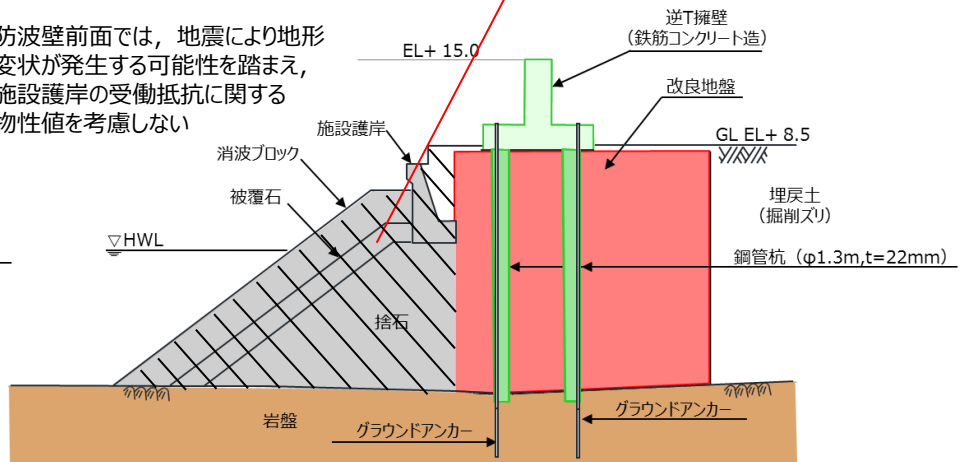 防波壁前面では，地震により地形
変状が発生する可能性を踏まえ，
施設護岸の受働抵抗に関する
物性値を考慮しない
逆T擁壁
（鉄筋コンクリート造）
EL+ 15.0
改良地盤
施設護岸
GL EL+ 8.5
消波ブロック
被覆石
埋戻土
（掘削ズリ）
▽HWL
鋼管杭（φ1.3m,t=22mm）
捨石
岩盤
グラウンドアンカー
グラウンドアンカー